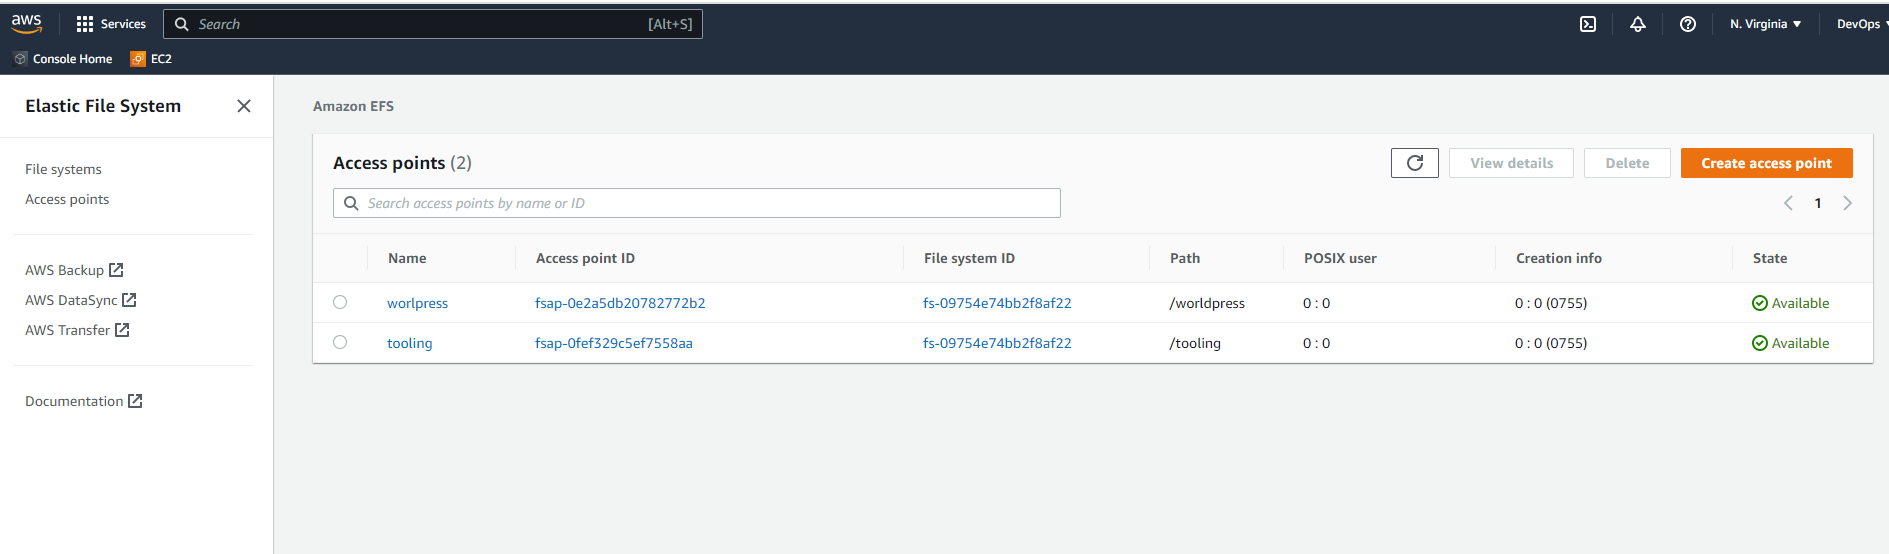 aws Services Search [Alt+S] N. Virginia DevOps
Console Home EC2
Elastic File System
File systems
Access points
AWS Backup
AWS DataSync
AWS Transfer
Documentation
Amazon EFS
Access points (2) View details Delete Create access point
Search access points by name or ID 1
Name Access point ID File system ID Path POSIX user Creation info State
worlpress fsap-0e2a5db20782772b2 fs-09754e74bb2f8af22 /worldpress 0 : 0 0 : 0 (0755) Available
tooling fsap-0fef329c5ef7558aa fs-09754e74bb2f8af22 /tooling 0 : 0 0 : 0 (0755) Available